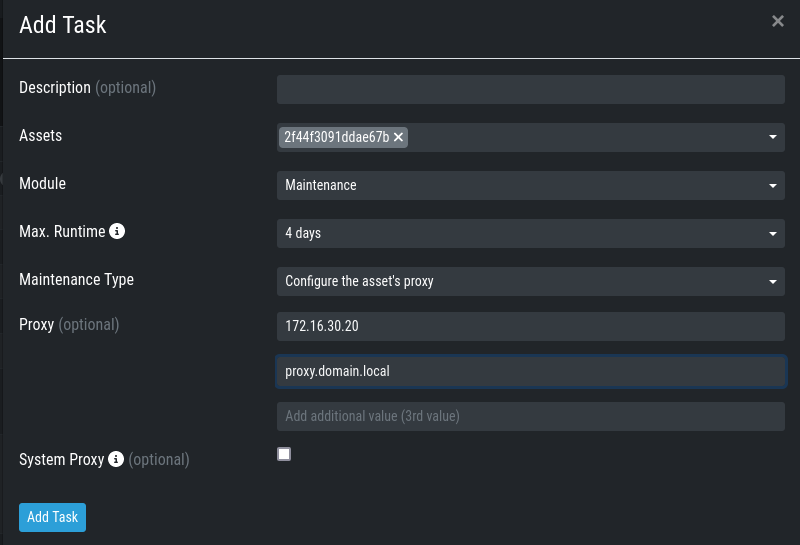 Add Task ×
Description (optional)
Assets 2f44f3091ddae67b ×
Module Maintenance
Max. Runtime i 4 days
Maintenance Type Configure the asset's proxy
Proxy (optional) 172.16.30.20
proxy.domain.local
Add additional value (3rd value)
System Proxy i (optional)
Add Task